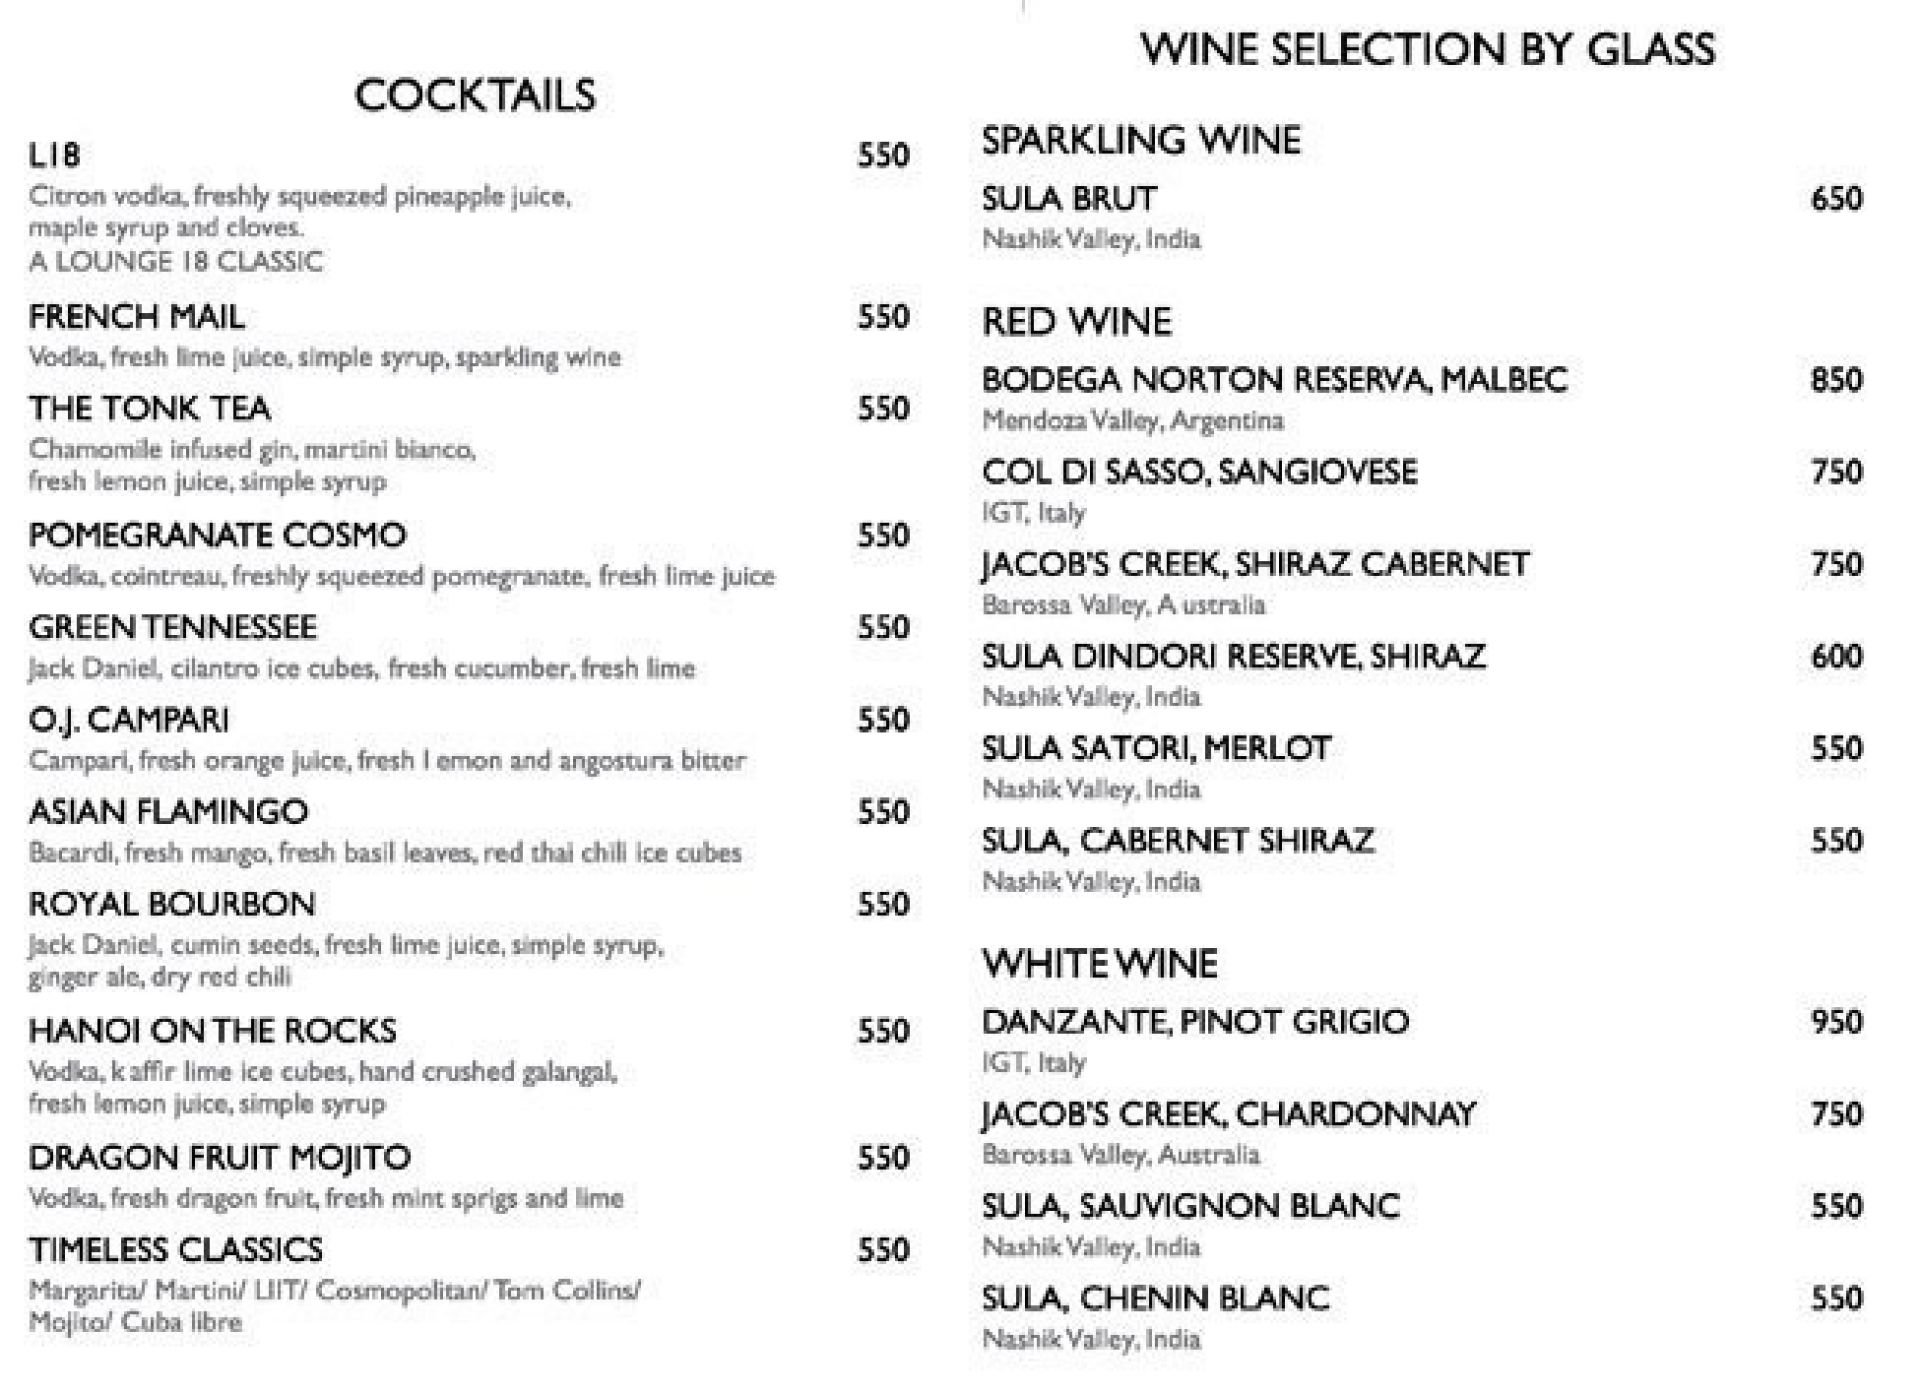 COCKTAILS
L18 550
Citron vodka, freshly squeezed pineapple juice,
maple syrup and cloves.
A LOUNGE 18 CLASSIC
FRENCH MAIL 550
Vodka, fresh lime juice, simple syrup, sparkling wine
THE TONK TEA 550
Chamomile infused gin, martini bianco,
fresh lemon juice, simple syrup
POMEGRANATE COSMO 550
Vodka, cointreau, freshly squeezed pomegranate, fresh lime juice
GREEN TENNESSEE 550
Jack Daniel, cilantro ice cubes, fresh cucumber, fresh lime
O.J. CAMPARI 550
Campari, fresh orange juice, fresh l emon and angostura bitter
ASIAN FLAMINGO 550
Bacardi, fresh mango, fresh basil leaves, red thai chili ice cubes
ROYAL BOURBON 550
Jack Daniel, cumin seeds, fresh lime juice, simple syrup,
ginger ale, dry red chili
HANOI ON THE ROCKS 550
Vodka, k affir lime ice cubes, hand crushed galangal,
fresh lemon juice, simple syrup
DRAGON FRUIT MOJITO 550
Vodka, fresh dragon fruit, fresh mint sprigs and lime
TIMELESS CLASSICS 550
Margarita/ Martini/ LIIT/ Cosmopolitan/ Tom Collins/
Mojito/ Cuba libre
WINE SELECTION BY GLASS
SPARKLING WINE
SULA BRUT 650
Nashik Valley, India
RED WINE
BODEGA NORTON RESERVA, MALBEC 850
Mendoza Valley, Argentina
COL DI SASSO, SANGIOVESE 750
IGT, Italy
JACOB'S CREEK, SHIRAZ CABERNET 750
Barossa Valley, A ustralia
SULA DINDORI RESERVE, SHIRAZ 600
Nashik Valley, India
SULA SATORI, MERLOT 550
Nashik Valley, India
SULA, CABERNET SHIRAZ 550
Nashik Valley, India
WHITE WINE
DANZANTE, PINOT GRIGIO 950
IGT, Italy
JACOB'S CREEK, CHARDONNAY 750
Barossa Valley, Australia
SULA, SAUVIGNON BLANC 550
Nashik Valley, India
SULA, CHENIN BLANC 550
Nashik Valley, India